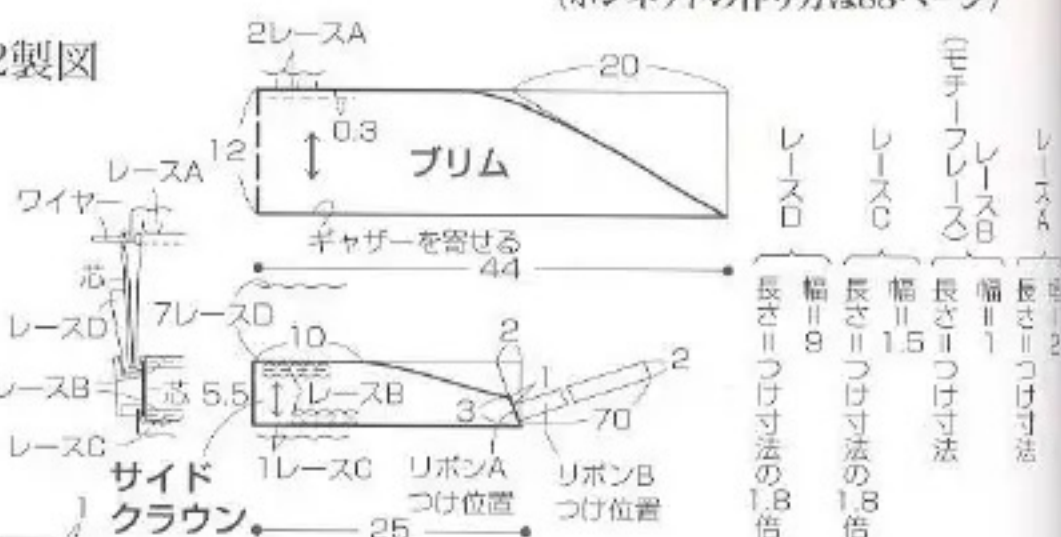 製図
2レースA
20
0.3
12
ブリム
レースA
ワイヤー
ギャザーを寄せる
44
芯
レースD
7レースD
10
2
レースB
芯
5.5
レースB
3
1
2
70
レースC
1レースC
リボンA
つけ位置
リボンB
つけ位置
サイド
クラウン
25
1
レースA
長さ=つけ寸法
レースB
(モチーフレース)
幅=1
長さ=つけ寸法
レースC
幅=1.5
長さ=つけ寸法の1.8倍
レースD
幅=9
長さ=つけ寸法の1.8倍